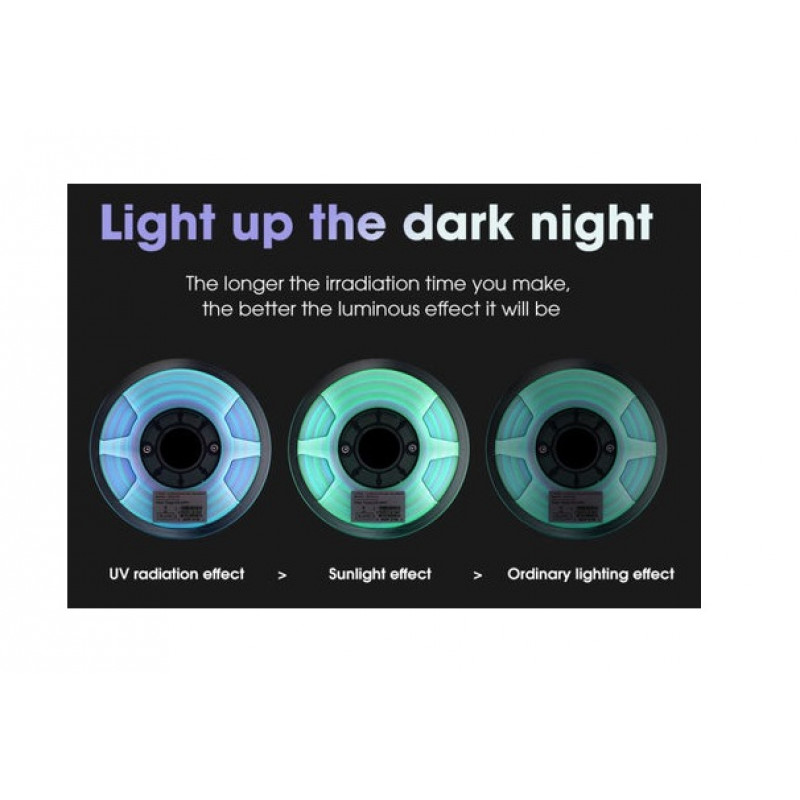 Light up the dark night
The longer the irradiation time you make,
the better the luminous effect it will be
UV radiation effect > Sunlight effect > Ordinary lighting effect